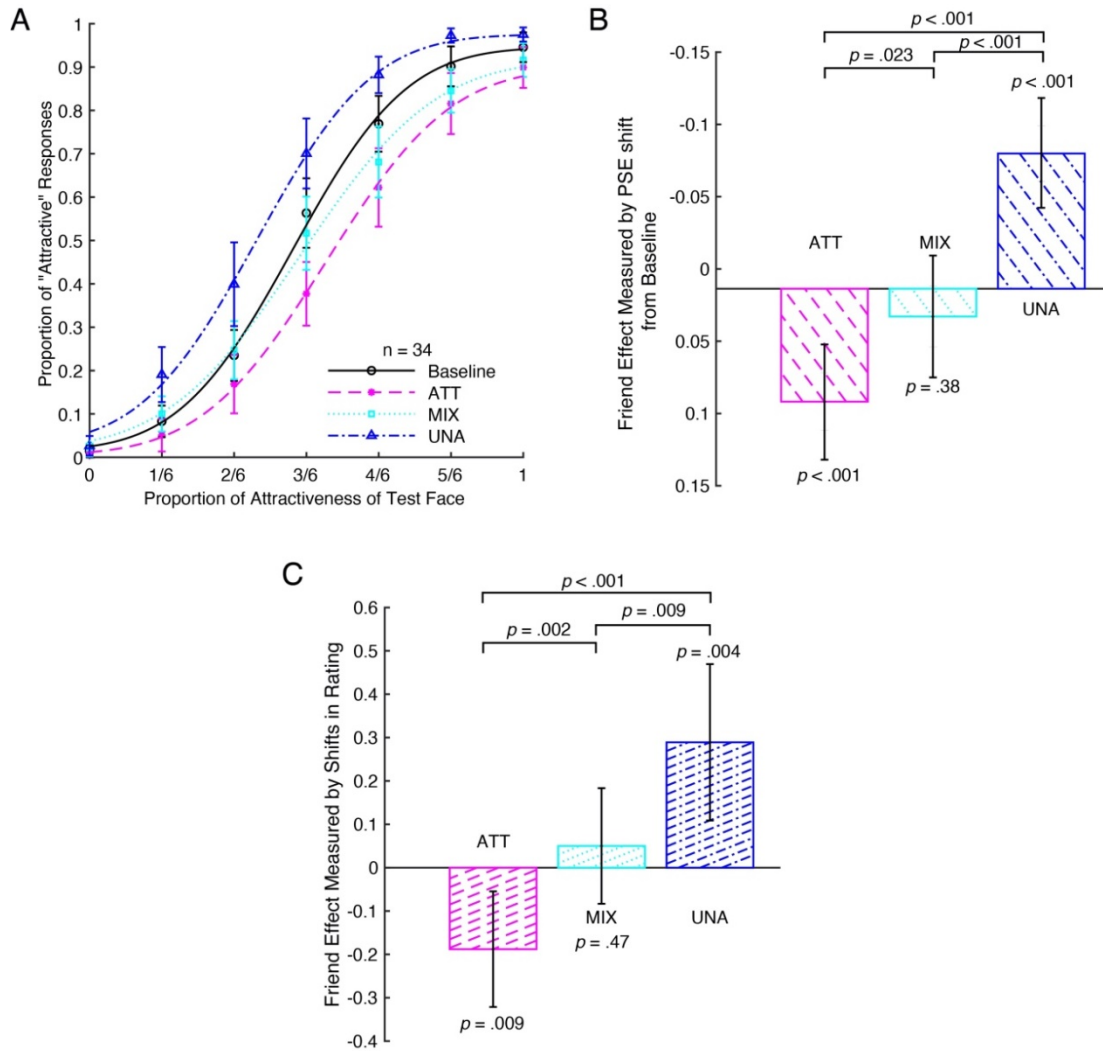 A
1
0.9
0.8
0.7
0.6
0.5
0.4
0.3
0.2
0.1
0
Proportion of "Attractive" Responses
n = 34
Baseline
ATT
MIX
UNA
0 1/6 2/6 3/6 4/6 5/6 1
Proportion of Attractiveness of Test Face
B
p < .001
p < .001
p = .023
p < .001
-0.15
-0.1
-0.05
0
0.05
0.1
0.15
Friend Effect Measured by PSE shift
from Baseline
ATT
MIX
UNA
p = .38
p < .001
C
p < .001
p = .009
p = .002
p = .004
0.6
0.5
0.4
0.3
0.2
0.1
0
-0.1
-0.2
-0.3
-0.4
Friend Effect Measured by Shifts in Rating
ATT
MIX
UNA
p = .47
p = .009